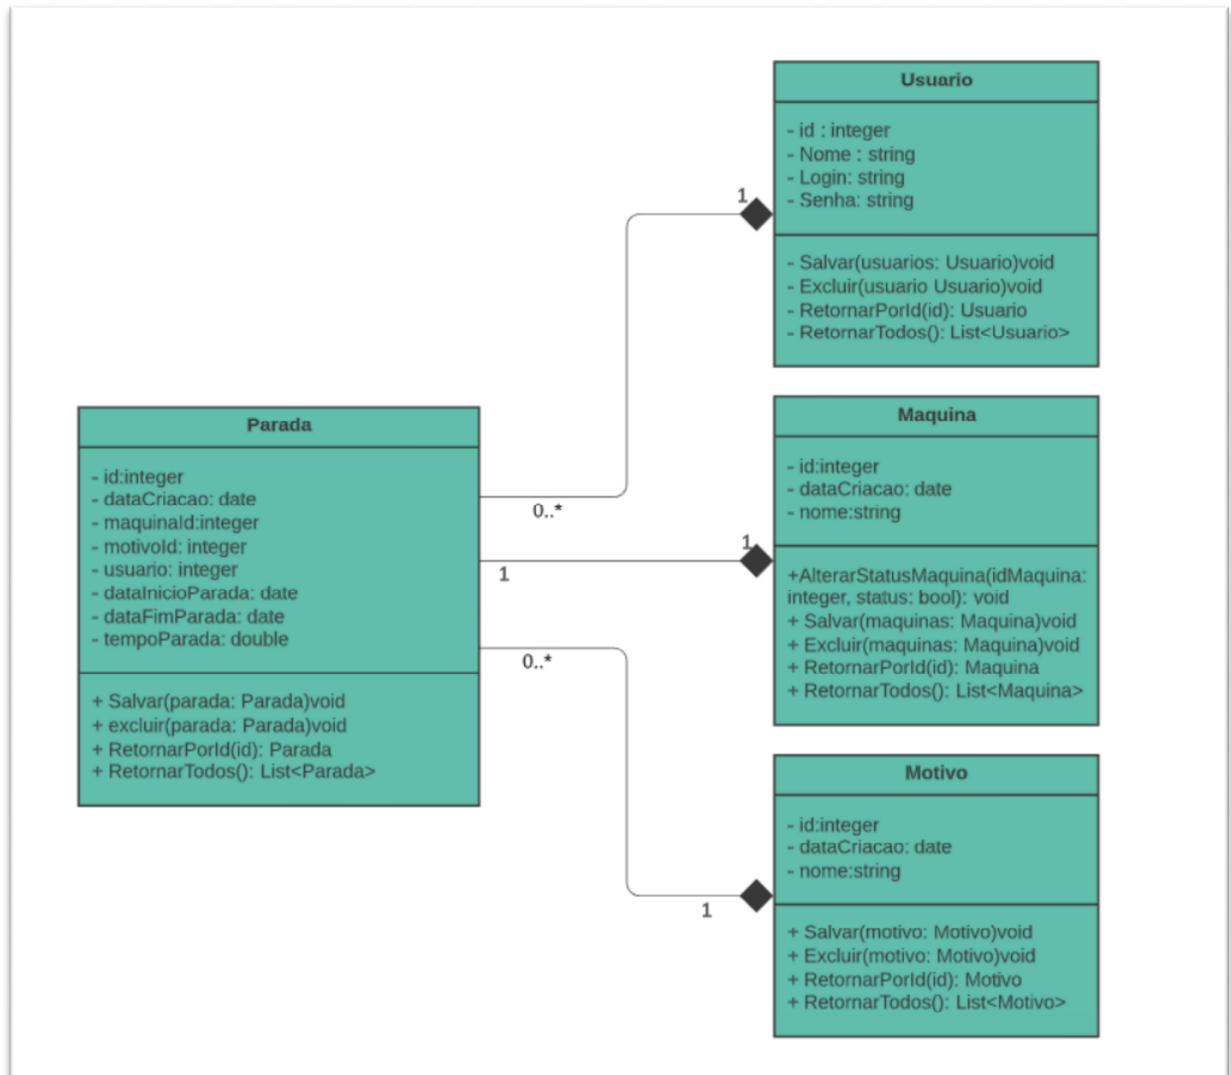 Usuario
- id : integer
- Nome : string
- Login: string
- Senha: string
- Salvar(usuarios: Usuario)void
- Excluir(usuario Usuario)void
- RetornarPorId(id): Usuario
- RetornarTodos(): List<Usuario>
1
0..*
Parada
- id:integer
- dataCriacao: date
- maquinaId:integer
- motivoId: integer
- usuario: integer
- dataInicioParada: date
- dataFimParada: date
- tempoParada: double
+ Salvar(parada: Parada)void
+ excluir(parada: Parada)void
+ RetornarPorId(id): Parada
+ RetornarTodos(): List<Parada>
1
1
Maquina
- id:integer
- dataCriacao: date
- nome:string
+AlterarStatusMaquina(idMaquina:
integer, status: bool): void
+ Salvar(maquinas: Maquina)void
+ Excluir(maquinas: Maquina)void
+ RetornarPorId(id): Maquina
+ RetornarTodos(): List<Maquina>
0..*
1
Motivo
- id:integer
- dataCriacao: date
- nome:string
+ Salvar(motivo: Motivo)void
+ Excluir(motivo: Motivo)void
+ RetornarPorId(id): Motivo
+ RetornarTodos(): List<Motivo>